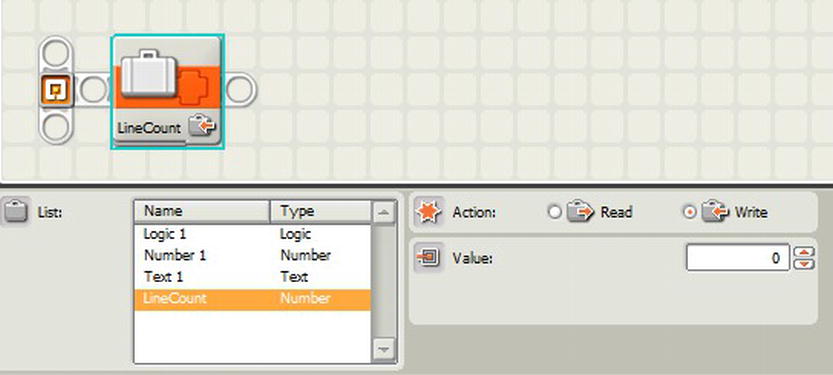 LineCount
List:
Name Type
Logic 1 Logic
Number 1 Number
Text 1 Text
LineCount Number
Action: Read Write
Value: 0